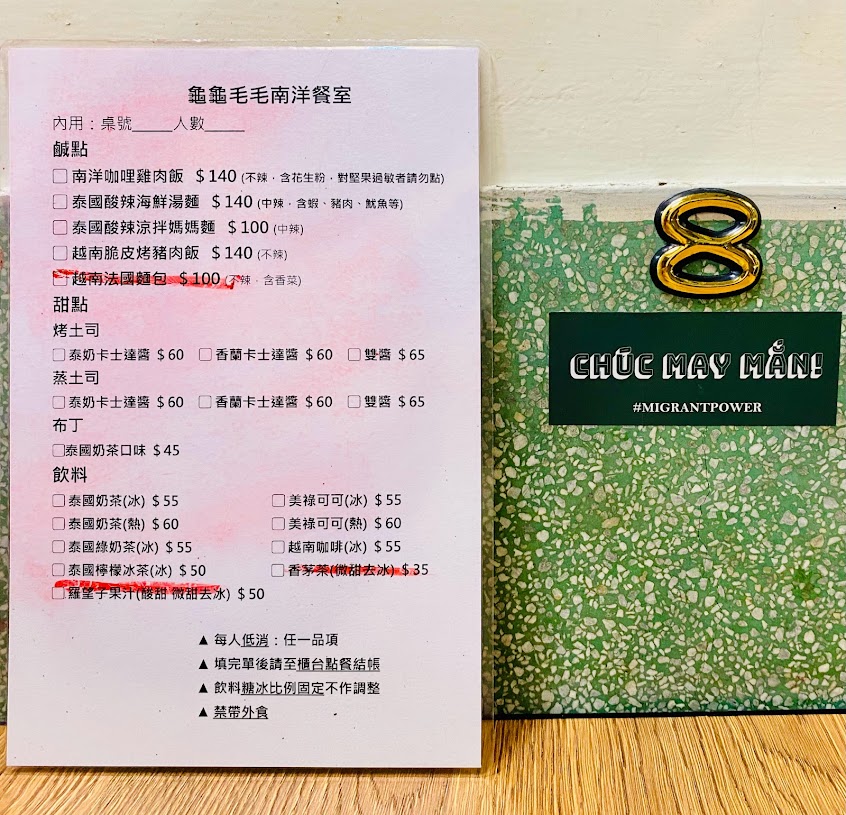 龜龜毛毛南洋餐室
內用：桌號_____人數_____
鹹點
□ 南洋咖哩雞肉飯 ＄140 (不辣．含花生粉，對堅果過敏者請勿點)
□ 泰國酸辣海鮮湯麵 ＄140 (中辣．含蝦、豬肉、魷魚等)
□ 泰國酸辣涼拌媽媽麵 ＄100 (中辣)
□ 越南脆皮烤豬肉飯 ＄140 (不辣)
□ 越南法國麵包 ＄100 (不辣．含香菜)
甜點
烤土司
□ 泰奶卡士達醬 ＄60 □ 香蘭卡士達醬 ＄60 □ 雙醬 ＄65
蒸土司
□ 泰奶卡士達醬 ＄60 □ 香蘭卡士達醬 ＄60 □ 雙醬 ＄65
布丁
□泰國奶茶口味 ＄45
飲料
□ 泰國奶茶(冰) ＄55 □ 美祿可可(冰) ＄55
□ 泰國奶茶(熱) ＄60 □ 美祿可可(熱) ＄60
□ 泰國綠奶茶(冰) ＄55 □ 越南咖啡(冰) ＄55
□ 泰國檸檬冰茶(冰) ＄50 □ 香茅茶(微甜去冰) ＄35
□ 羅望子果汁(酸甜 微甜去冰) ＄50
▲ 每人低消：任一品項
▲ 填完單後請至櫃台點餐結帳
▲ 飲料糖冰比例固定不作調整
▲ 禁帶外食
8
CHÚC MAY MẮN!
#MIGRANTPOWER